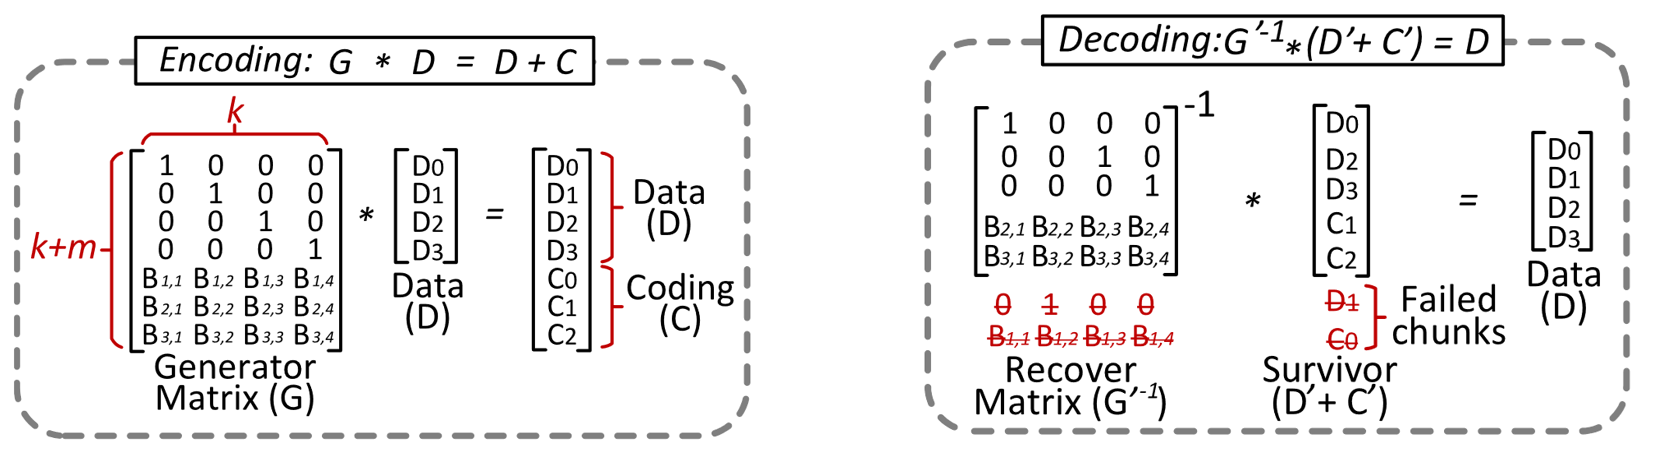 Encoding: G * D = D + C
k
k+m
1 0 0 0
0 1 0 0
0 0 1 0
0 0 0 1
B1,1 B1,2 B1,3 B1,4
B2,1 B2,2 B2,3 B2,4
B3,1 B3,2 B3,3 B3,4
Generator
Matrix (G)
*
D0
D1
D2
D3
Data
(D)
=
D0
D1
D2
D3
C0
C1
C2
Data
(D)
Coding
(C)
Decoding:G’-1*(D’+ C’) = D
1 0 0 0
0 0 1 0
0 0 0 1
B2,1 B2,2 B2,3 B2,4
B3,1 B3,2 B3,3 B3,4
-1
0 1 0 0
B1,1 B1,2 B1,3 B1,4
Recover
Matrix (G’-1)
*
D0
D2
D3
C1
C2
D1
C0
Failed
chunks
Survivor
(D’+ C’)
=
D0
D1
D2
D3
Data
(D)